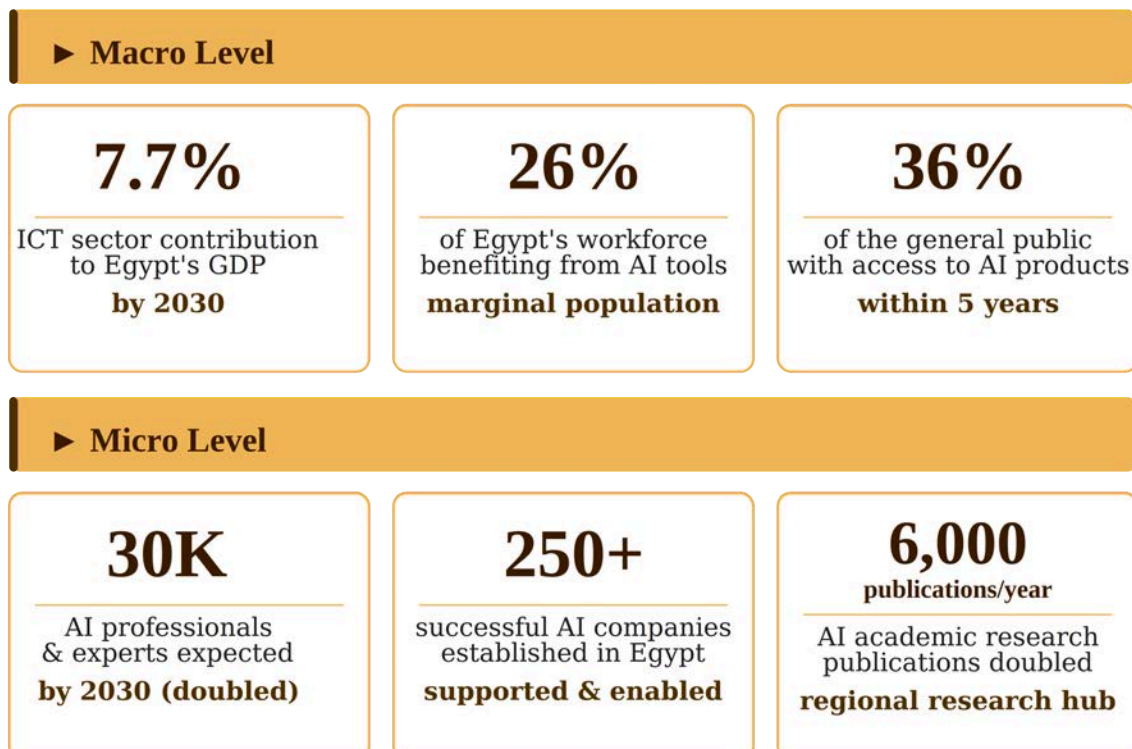 ► Macro Level
7.7%
ICT sector contribution
to Egypt's GDP
by 2030
26%
of Egypt's workforce
benefiting from AI tools
marginal population
36%
of the general public
with access to AI products
within 5 years
► Micro Level
30K
AI professionals
& experts expected
by 2030 (doubled)
250+
successful AI companies
established in Egypt
supported & enabled
6,000
publications/year
AI academic research
publications doubled
regional research hub